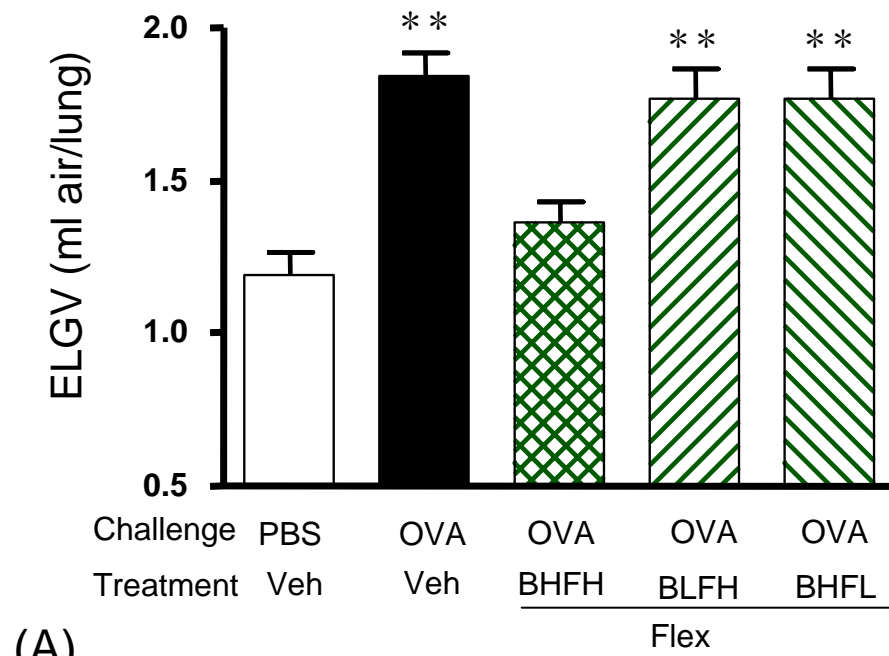 2.0
1.5
1.0
0.5
ELGV (ml air/lung)
** ** **
Challenge PBS OVA OVA OVA OVA
Treatment Veh Veh BHFH BLFH BHFL
Flex
(A)